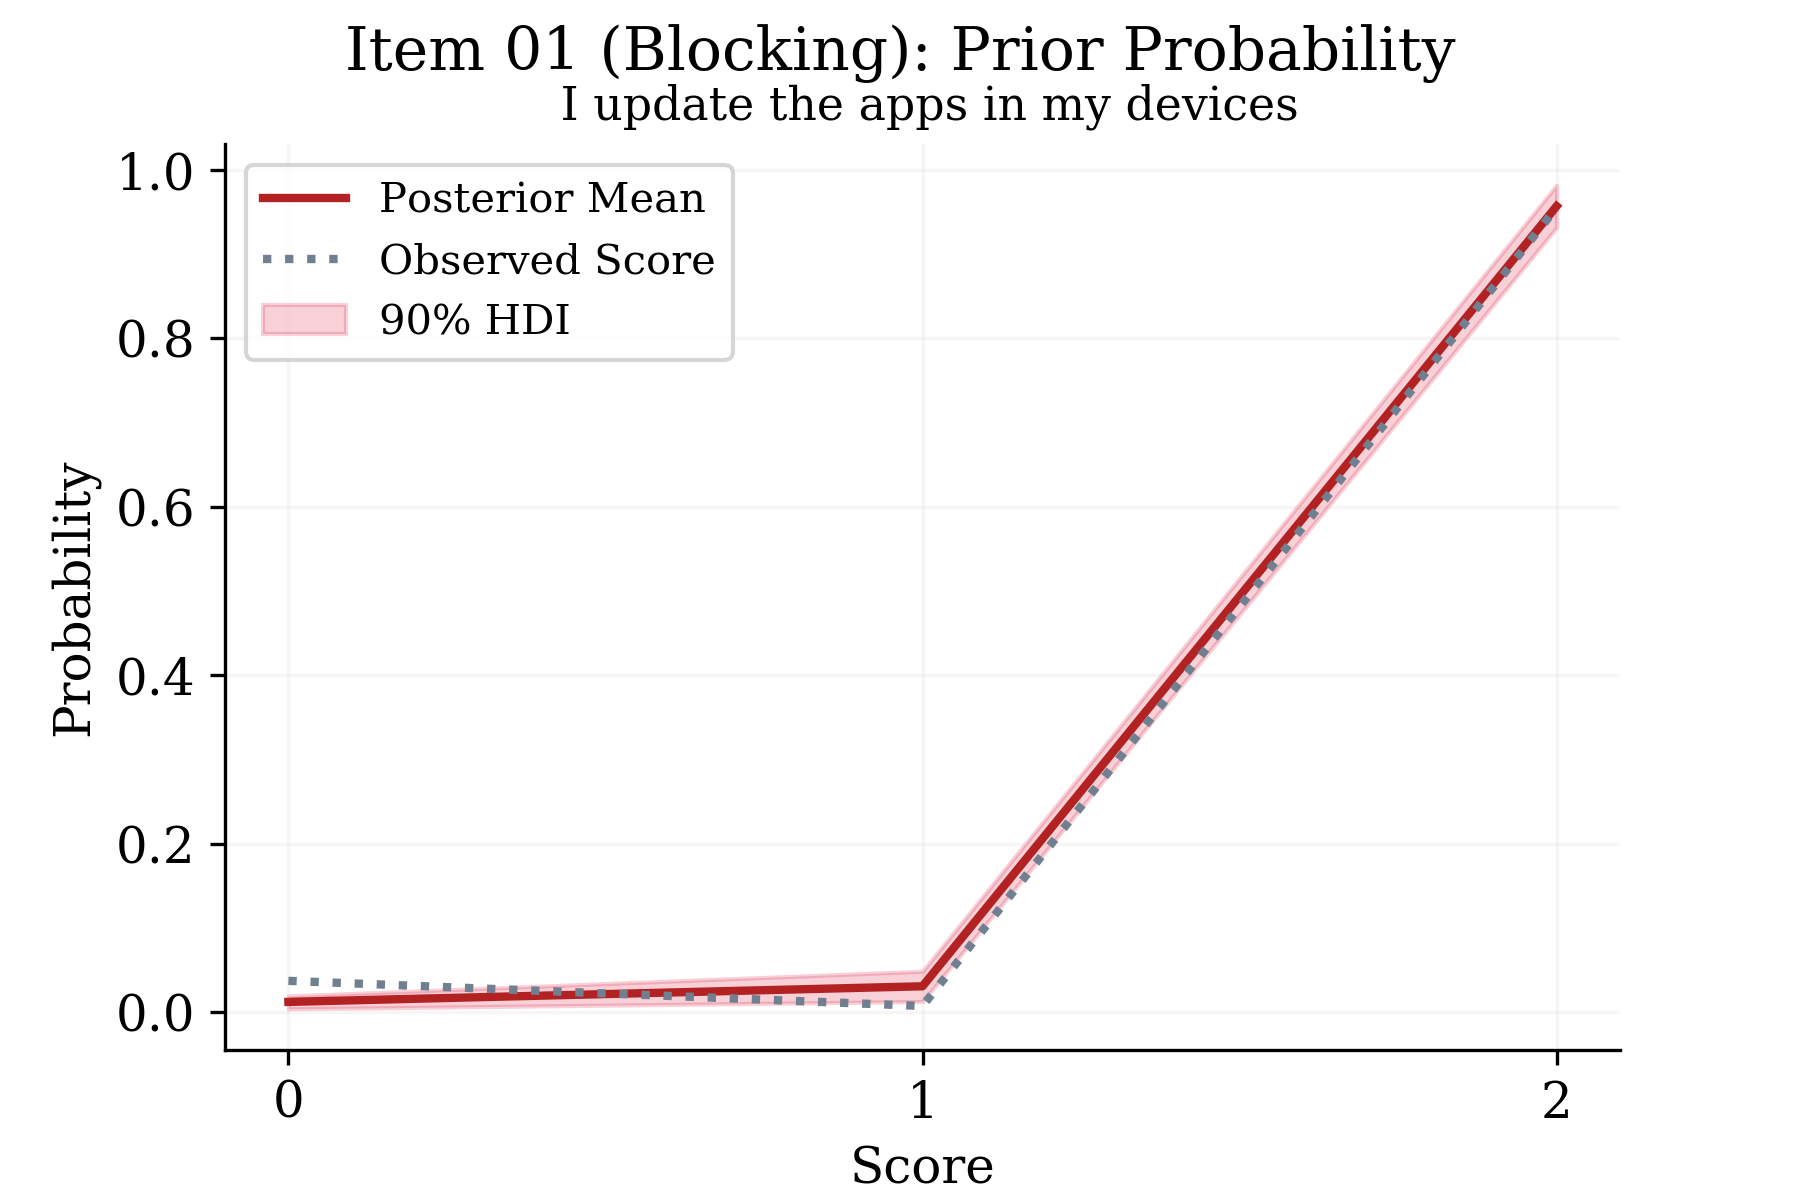 Item 01 (Blocking): Prior Probability
I update the apps in my devices
Posterior Mean
Observed Score
90% HDI
Probability
1.0
0.8
0.6
0.4
0.2
0.0
0
1
2
Score